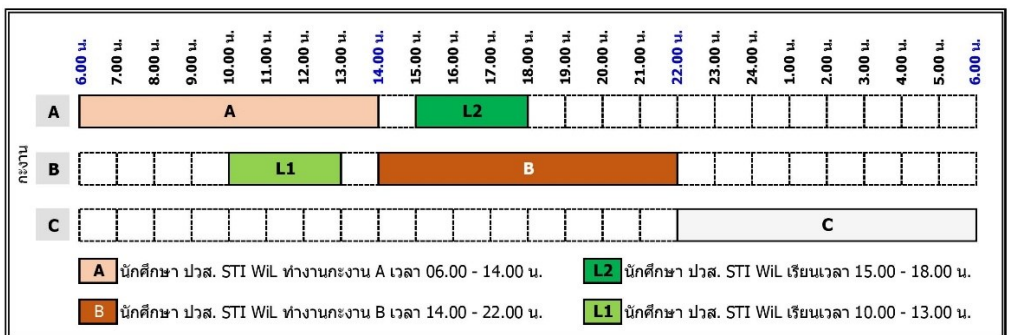 6.00 น. 7.00 น. 8.00 น. 9.00 น. 10.00 น. 11.00 น. 12.00 น. 13.00 น. 14.00 น. 15.00 น. 16.00 น. 17.00 น. 18.00 น. 19.00 น. 20.00 น. 21.00 น. 22.00 น. 23.00 น. 24.00 น. 1.00 น. 2.00 น. 3.00 น. 4.00 น. 5.00 น. 6.00 น.
A A L2
กะงาน
B L1 B
C C
A นักศึกษา ปวส. STI WiL ทำงานกะงาน A เวลา 06.00 - 14.00 น.
L2 นักศึกษา ปวส. STI WiL เรียนเวลา 15.00 - 18.00 น.
B นักศึกษา ปวส. STI WiL ทำงานกะงาน B เวลา 14.00 - 22.00 น.
L1 นักศึกษา ปวส. STI WiL เรียนเวลา 10.00 - 13.00 น.